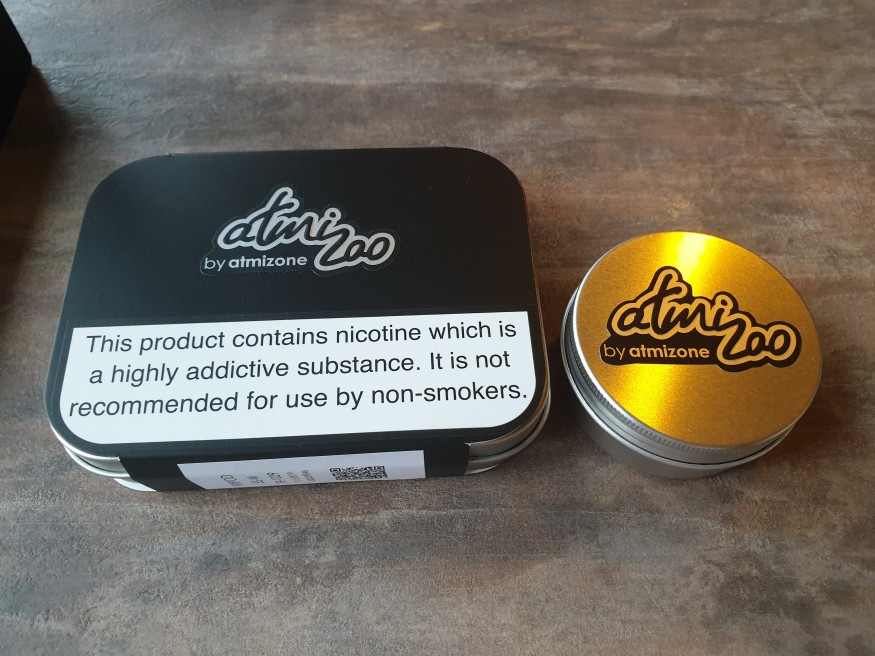 atmizoo
by atmizone
This product contains nicotine which is
a highly addictive substance. It is not
recommended for use by non-smokers.
atmizoo
by atmizone